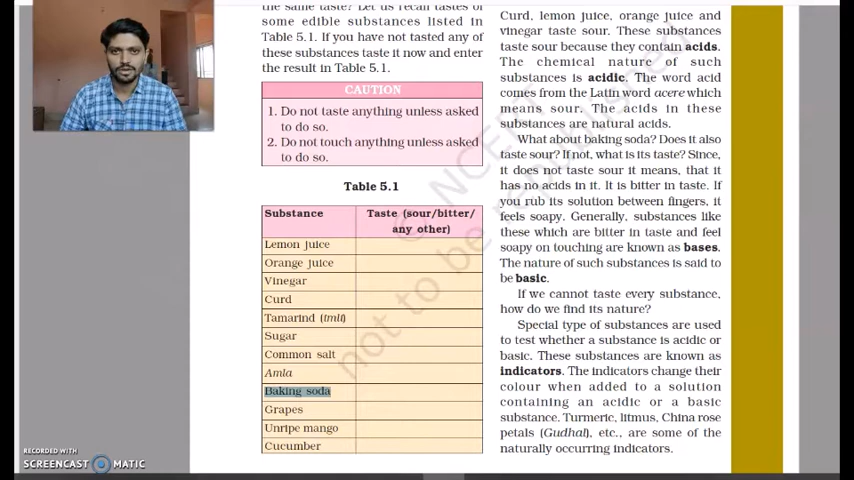 the same taste? Let us recall tastes of
some edible substances listed in
Table 5.1. If you have not tasted any of
these substances taste it now and enter
the result in Table 5.1.
CAUTION
1. Do not taste anything unless asked
to do so.
2. Do not touch anything unless asked
to do so.
Table 5.1
Substance Taste (sour/bitter/
any other)
Lemon juice
Orange juice
Vinegar
Curd
Tamarind (imli)
Sugar
Common salt
Amla
Baking soda
Grapes
Unripe mango
Cucumber
Curd, lemon juice, orange juice and
vinegar taste sour. These substances
taste sour because they contain acids.
The chemical nature of such
substances is acidic. The word acid
comes from the Latin word acere which
means sour. The acids in these
substances are natural acids.
What about baking soda? Does it also
taste sour? If not, what is its taste? Since,
it does not taste sour it means, that it
has no acids in it. It is bitter in taste. If
you rub its solution between fingers, it
feels soapy. Generally, substances like
these which are bitter in taste and feel
soapy on touching are known as bases.
The nature of such substances is said to
be basic.
If we cannot taste every substance,
how do we find its nature?
Special type of substances are used
to test whether a substance is acidic or
basic. These substances are known as
indicators. The indicators change their
colour when added to a solution
containing an acidic or a basic
substance. Turmeric, litmus, China rose
petals (Gudhal), etc., are some of the
naturally occurring indicators.
© NCERT
not to be republished
RECORDED WITH
SCREENCAST MATIC